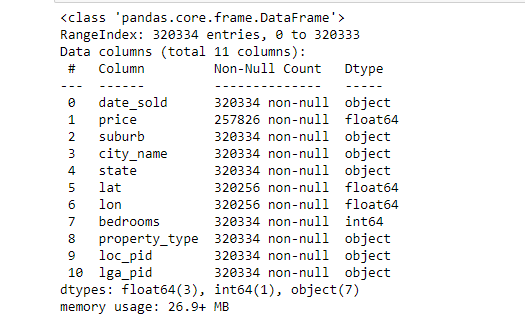 <class 'pandas.core.frame.DataFrame'>
RangeIndex: 320334 entries, 0 to 320333
Data columns (total 11 columns):
 #   Column         Non-Null Count   Dtype
---  ------         --------------   -----
 0   date_sold      320334 non-null  object
 1   price          257826 non-null  float64
 2   suburb         320334 non-null  object
 3   city_name      320334 non-null  object
 4   state          320334 non-null  object
 5   lat            320256 non-null  float64
 6   lon            320256 non-null  float64
 7   bedrooms       320334 non-null  int64
 8   property_type  320334 non-null  object
 9   loc_pid        320334 non-null  object
 10  lga_pid        320334 non-null  object
dtypes: float64(3), int64(1), object(7)
memory usage: 26.9+ MB